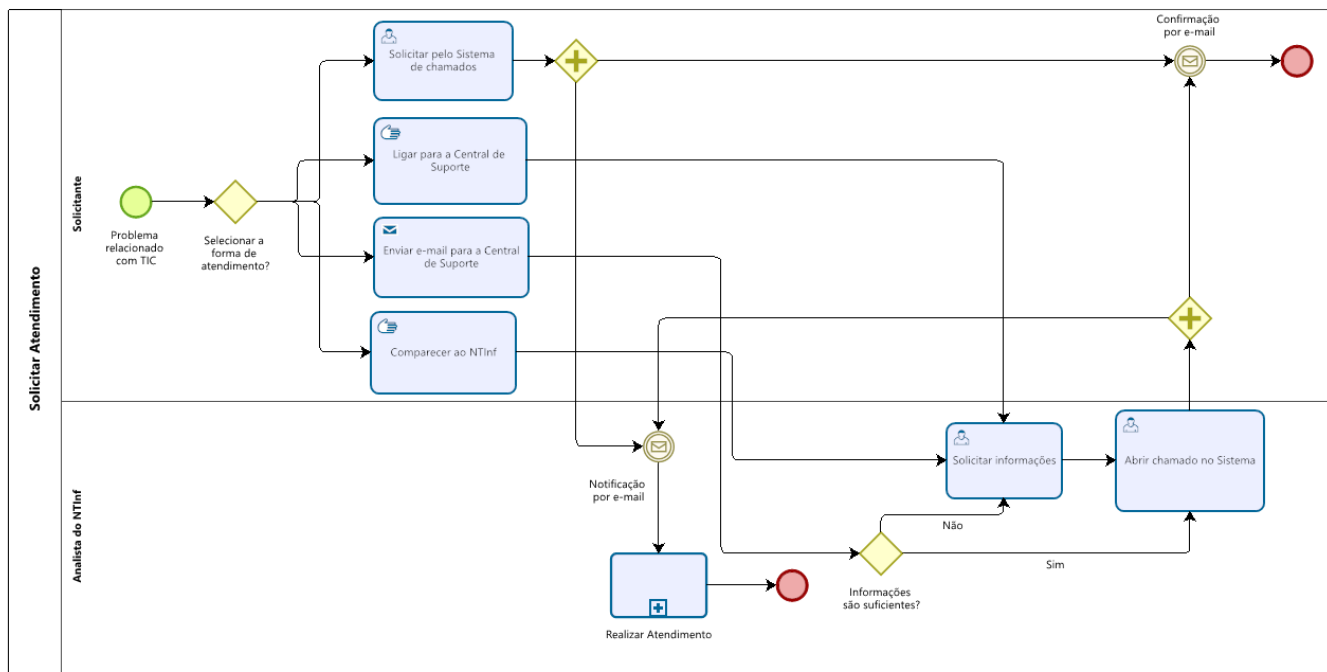 Solicitar Atendimento
Solicitante
Problema
relacionado
com TIC
Selecionar a
forma de
atendimento?
Solicitar pelo Sistema
de chamados
Ligar para a Central de
Suporte
Enviar e-mail para a Central
de Suporte
Comparecer ao NTInf
Confirmação
por e-mail
Analista do NTInf
Notificação
por e-mail
Realizar Atendimento
Informações
são suficientes?
Não
Sim
Solicitar informações
Abrir chamado no Sistema